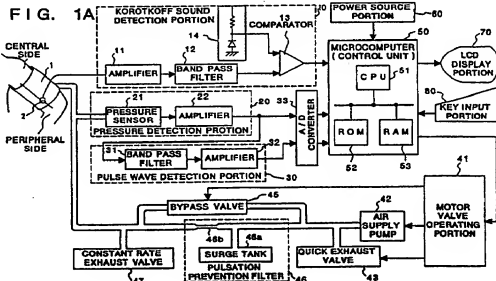 FIG. 1A
KOROTKOFF SOUND
DETECTION PORTION
10
13
COMPARATOR
14
POWER SOURCE
PORTION
60
50
MICROCOMPUTER
(CONTROL UNIT)
CPU
51
ROM
RAM
52
53
70
LCD
DISPLAY
PORTION
80
KEY INPUT
PORTION
CENTRAL
SIDE
1
2
PERIPHERAL
SIDE
11
AMPLIFIER
12
BAND PASS
FILTER
21
PRESSURE
SENSOR
22
AMPLIFIER
20
PRESSURE DETECTION PROTION
33
A/D
CONVERTER
31
BAND PASS
FILTER
AMPLIFIER
32
PULSE WAVE DETECTION PORTION
30
41
MOTOR
VALVE
OPERATING
PORTION
BYPASS VALVE
45
42
AIR
SUPPLY
PUMP
46b
46a
SURGE TANK
PULSATION
PREVENTION FILTER
46
CONSTANT RATE
EXHAUST VALVE
47
QUICK EXHAUST
VALVE
43